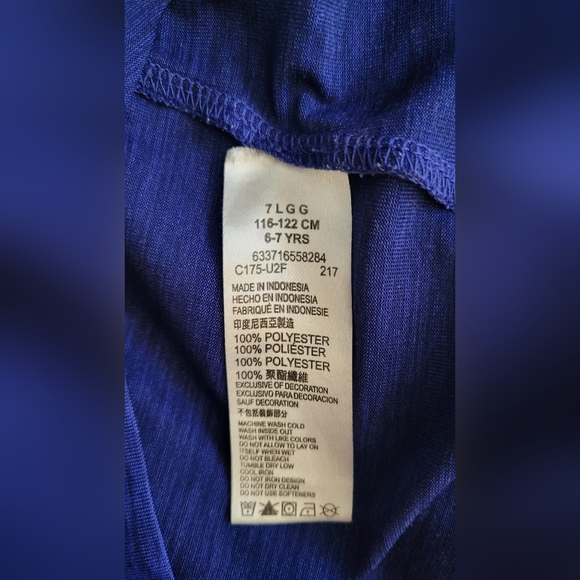 7 L G G
116-122 CM
6-7 YRS
633716558284
C175-U2F 217
MADE IN INDONESIA
HECHO EN INDONESIA
FABRIQUÉ EN INDONESIE
印度尼西亞製造
100% POLYESTER
100% POLIÉSTER
100% POLYESTER
100% 聚酯纖維
EXCLUSIVE OF DECORATION
EXCLUSIVO PARA DECORACION
SAUF DECORATION
不包括裝飾部分
MACHINE WASH COLD
WASH INSIDE OUT
WASH WITH LIKE COLORS
DO NOT ALLOW TO LAY ON
ITSELF WHEN WET
DO NOT BLEACH
TUMBLE DRY LOW
COOL IRON
DO NOT IRON DESIGN
DO NOT DRY CLEAN
DO NOT USE SOFTENERS